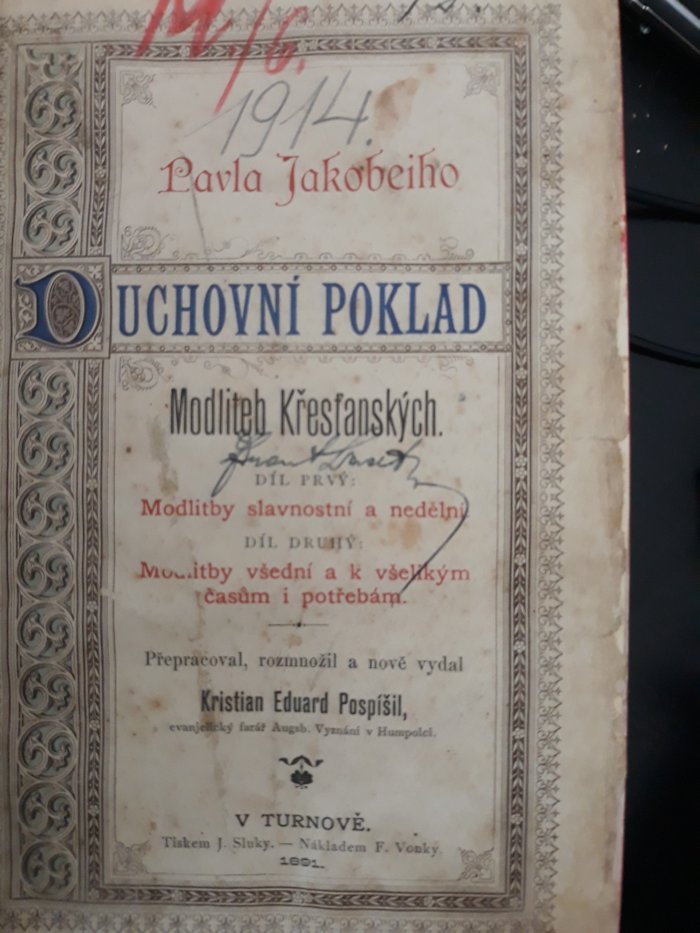 1914.
Pavla Jakobeiho
DUCHOVNÍ POKLAD
Modliteb Křesťanských.
DÍL PRVÝ:
Modlitby slavnostní a nedělní.
DÍL DRUHÝ:
Modlitby všední a k všelikým
časům i potřebám.
Přepracoval, rozmnožil a nově vydal
Kristian Eduard Pospíšil,
evanjelický farář Augsb. Vyznání v Humpolci.
V TURNOVĚ.
Tiskem J. Sluky. — Nákladem F. Vonky.
1891.